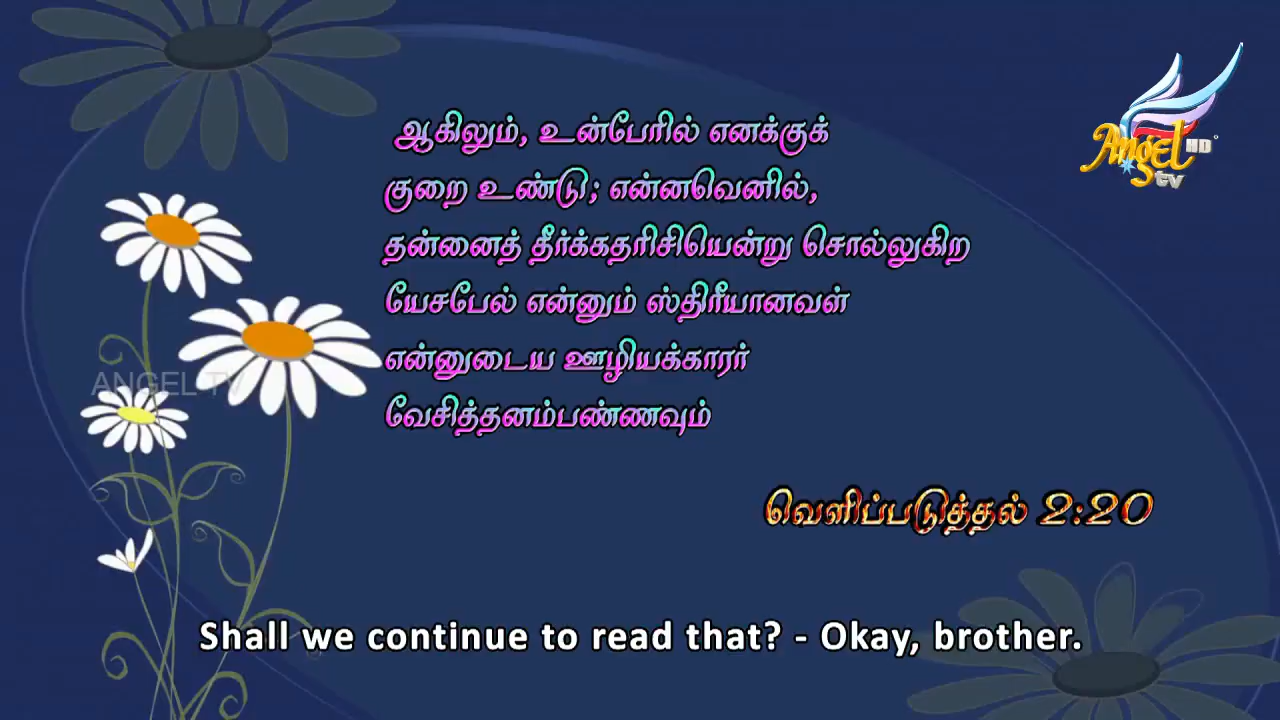 Angel HD
tv
ஆகிலும், உன்பேரில் எனக்குக்
குறை உண்டு; என்னவெனில்,
தன்னைத் தீர்க்கதரிசியென்று சொல்லுகிற
யேசபேல் என்னும் ஸ்திரீயானவள்
என்னுடைய ஊழியக்காரர்
வேசித்தனம்பண்ணவும்
ANGEL TV
வெளிப்படுத்தல் 2:20
Shall we continue to read that? - Okay, brother.